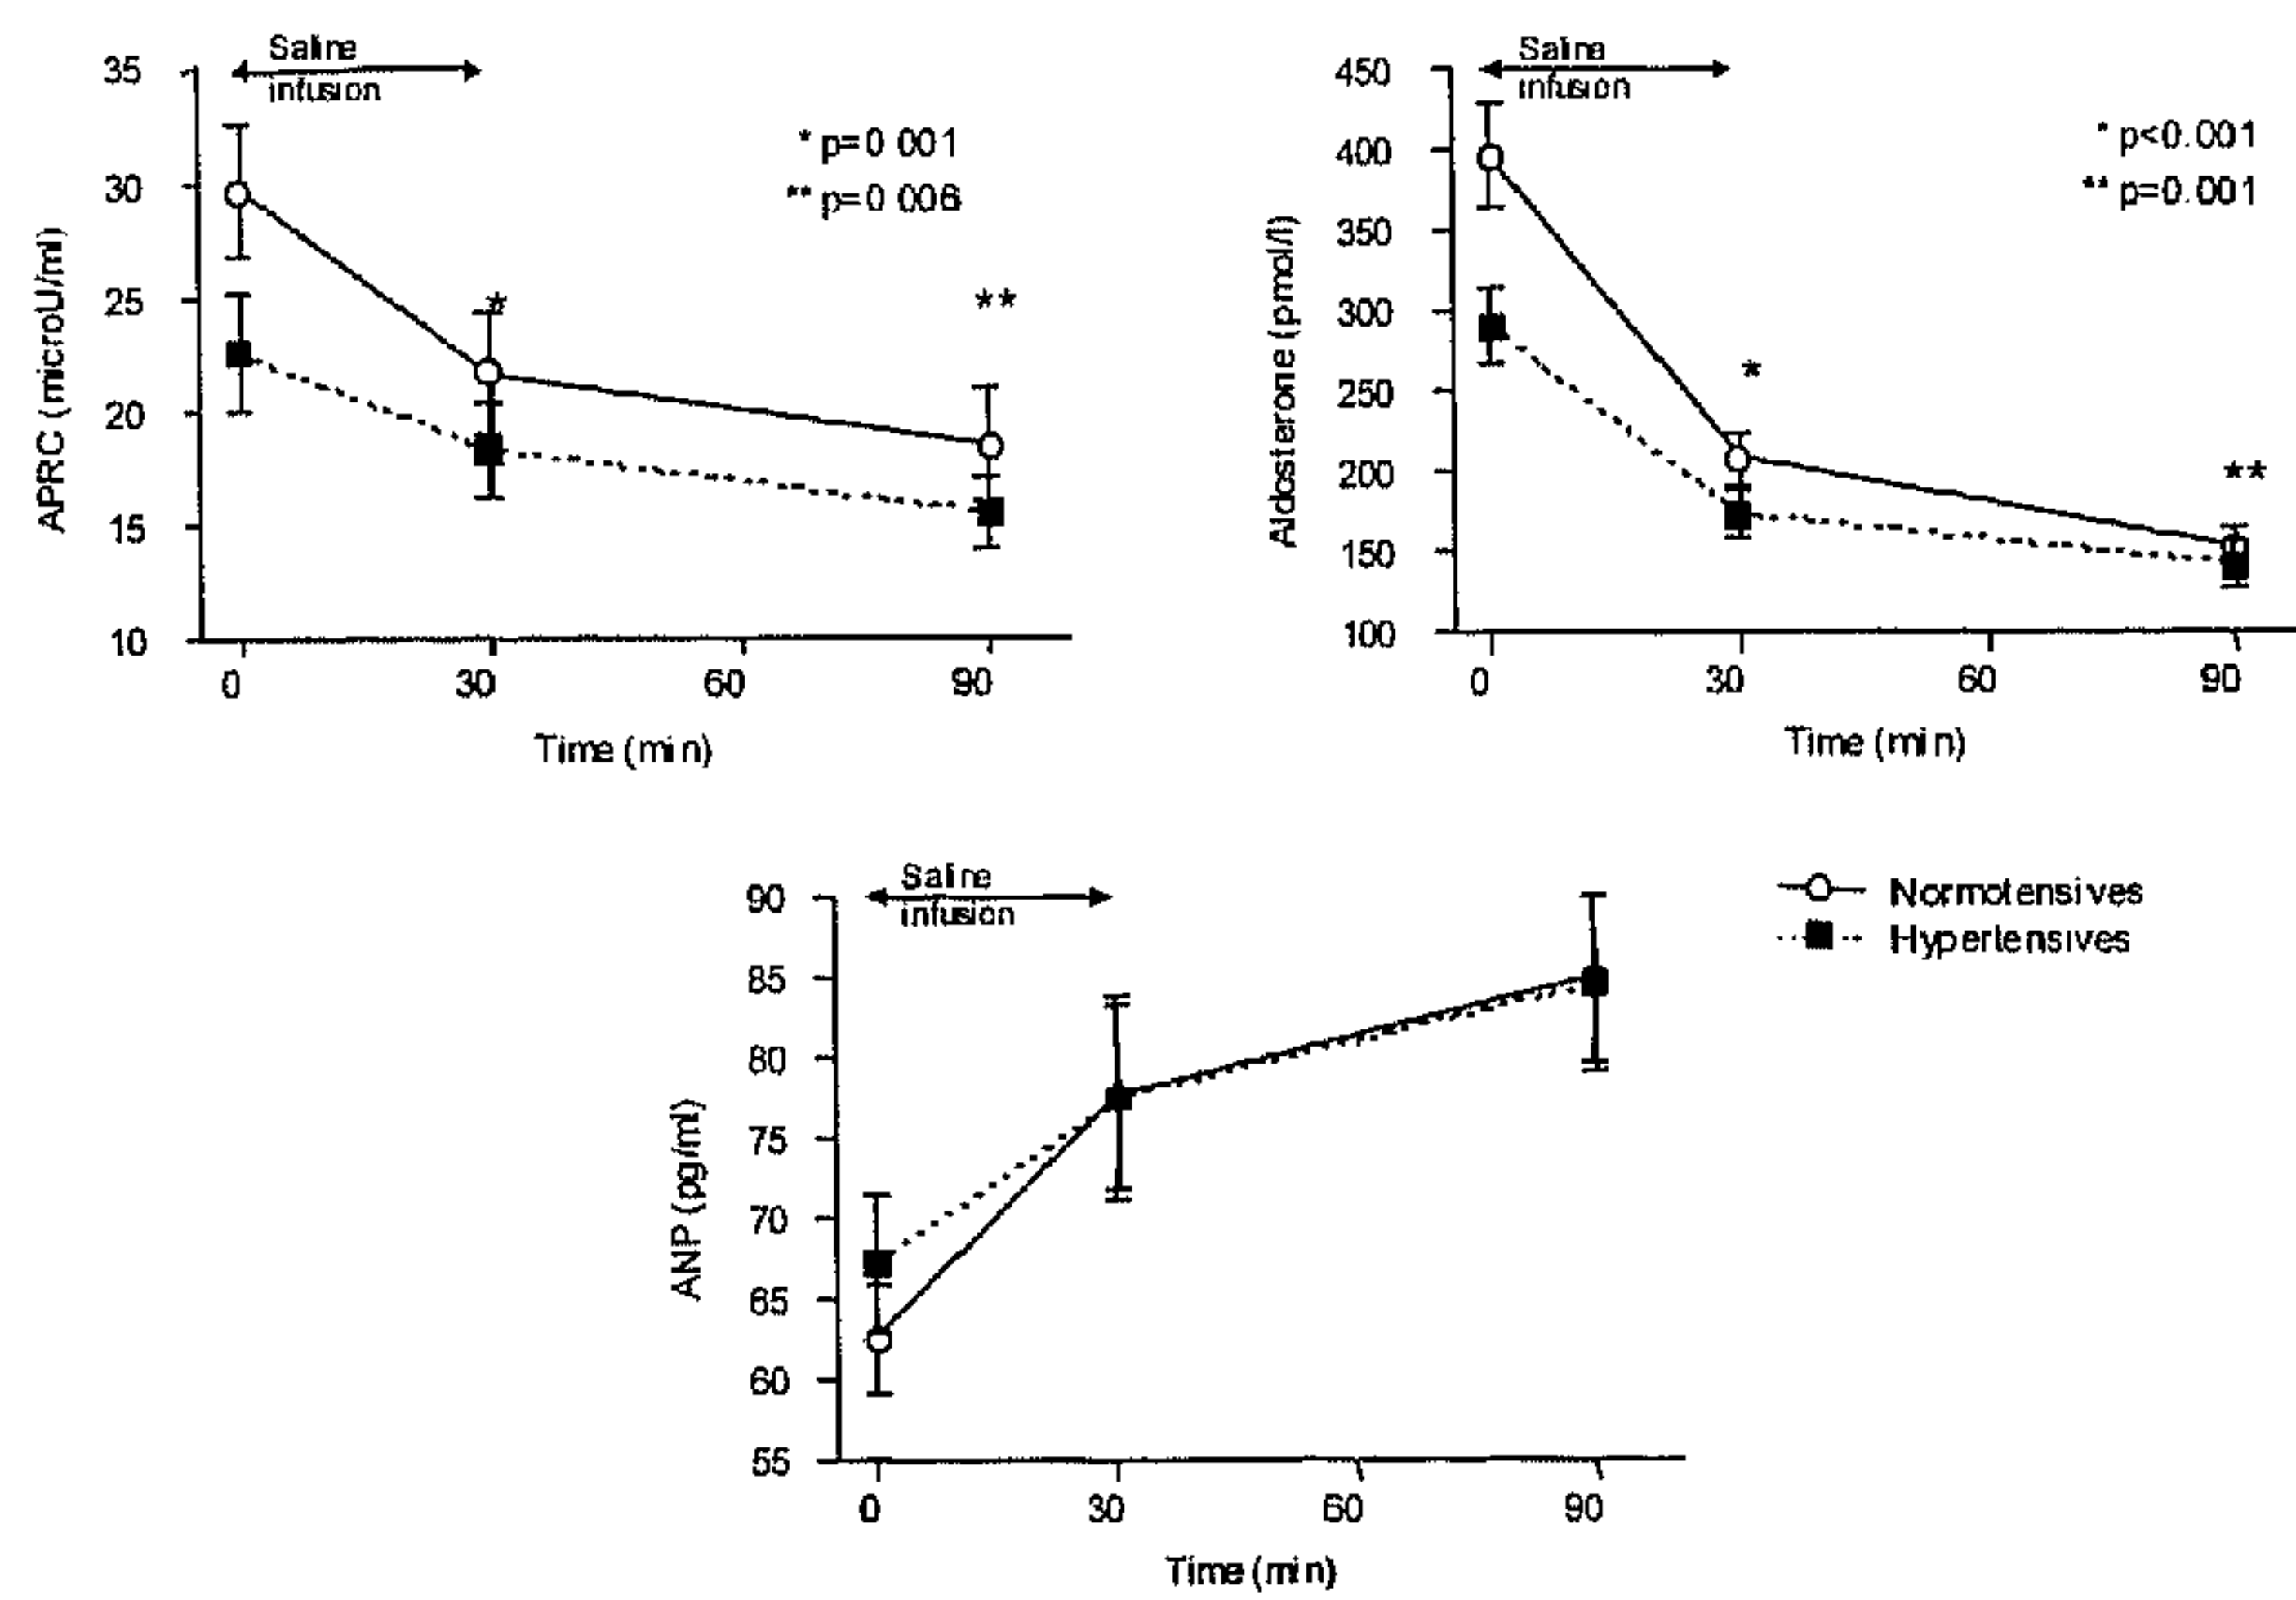 Saline
infusion
35
30
25
20
15
10
APRC (microU/ml)
* p=0 001
** p=0 006
*
**
0 30 60 90
Time (min)
Saline
infusion
450
400
350
300
250
200
150
100
Aldosterone (pmol/l)
* p<0.001
** p=0.001
*
**
0 30 60 90
Time (min)
Saline
infusion
90
85
80
75
70
65
60
55
ANP (pg/ml)
0 30 60 90
Time (min)
Normotensives
Hypertensives